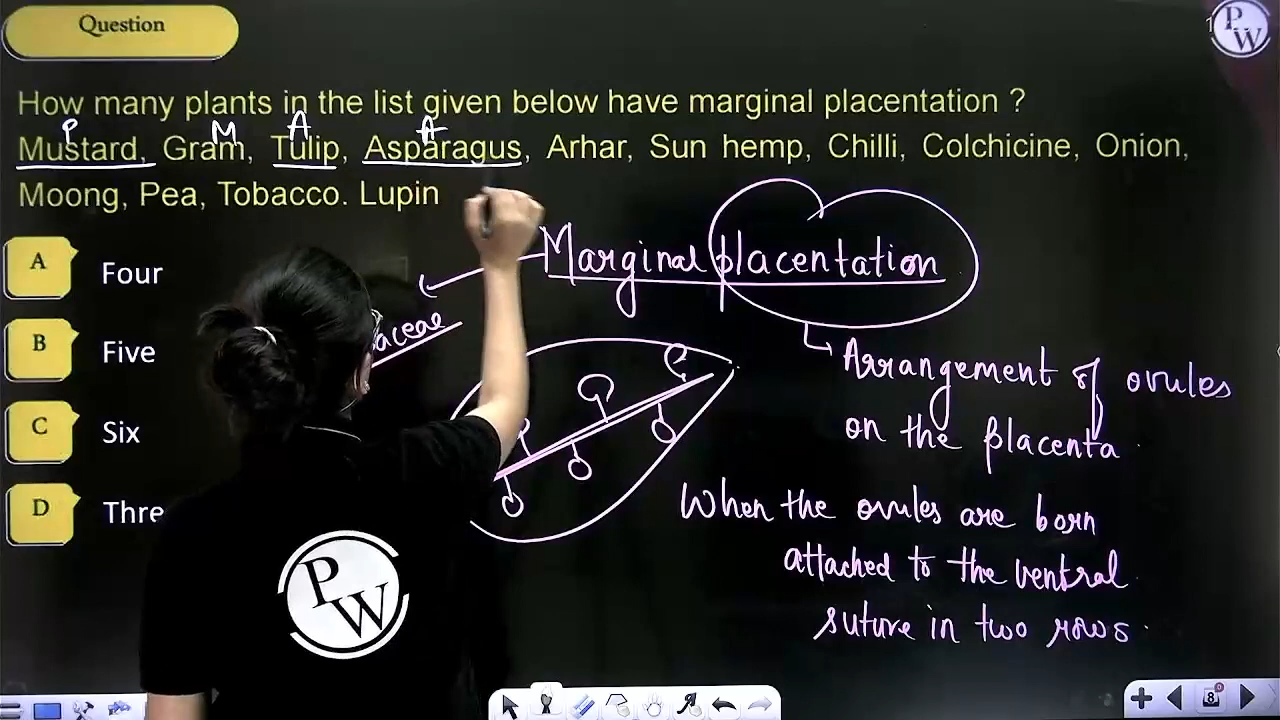 Question
PW
How many plants in the list given below have marginal placentation ?
P M A A
Mustard, Gram, Tulip, Asparagus, Arhar, Sun hemp, Chilli, Colchicine, Onion,
Moong, Pea, Tobacco. Lupin
A Four
B Five
C Six
D Thre
Marginal placentation
aceae
Arrangement of ovules
on the placenta
When the ovules are born
attached to the ventral
suture in two rows.
PW
8